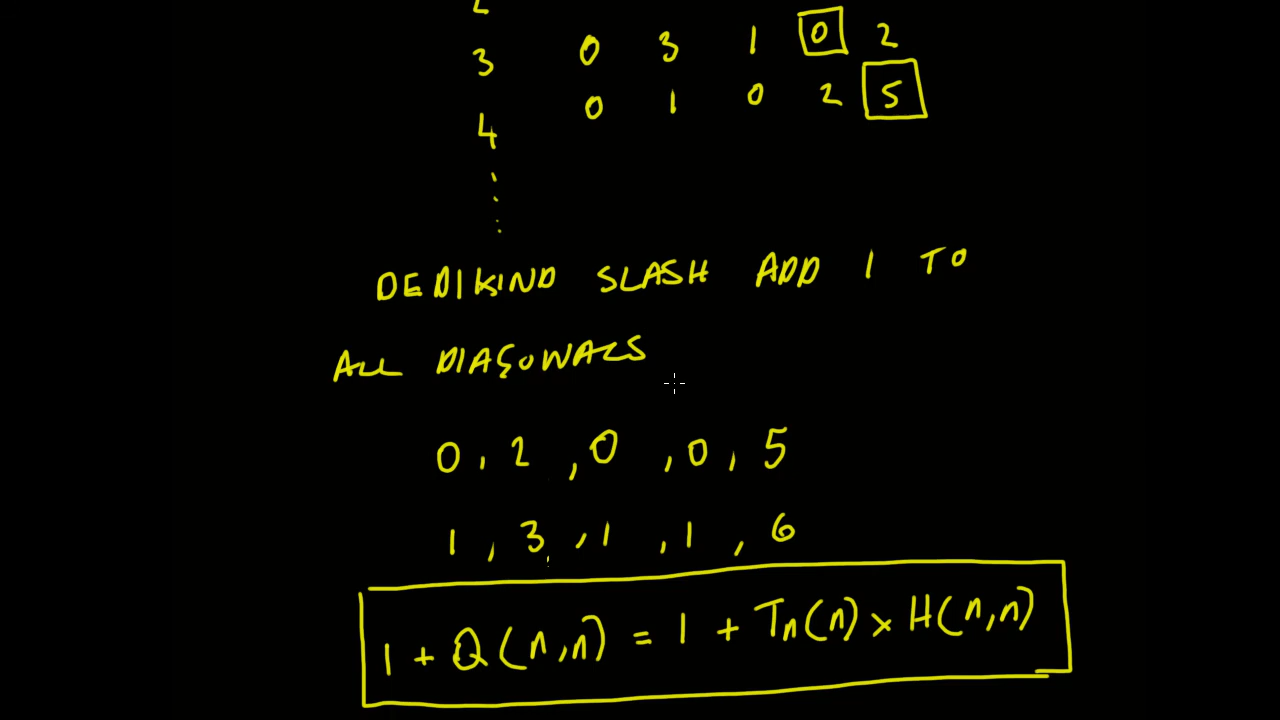 2
3 0 3 1 0 2
4 0 1 0 2 5
DEDIKIND SLASH ADD 1 TO
ALL DIAGONALS
0, 2, 0, 0, 5
1, 3, 1, 1, 6
1 + Q(n,n) = 1 + Tn(n) × H(n,n)